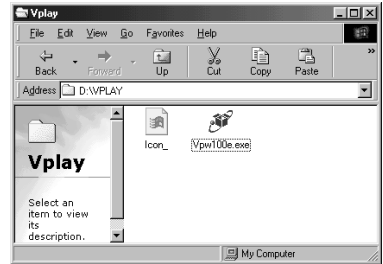 Vplay
File Edit View Go Favorites Help
Back Forward Up Cut Copy Paste »
Address D:\VPLAY
Vplay
Select an
item to view
its
description.
Icon_ Vpw100e.exe
My Computer